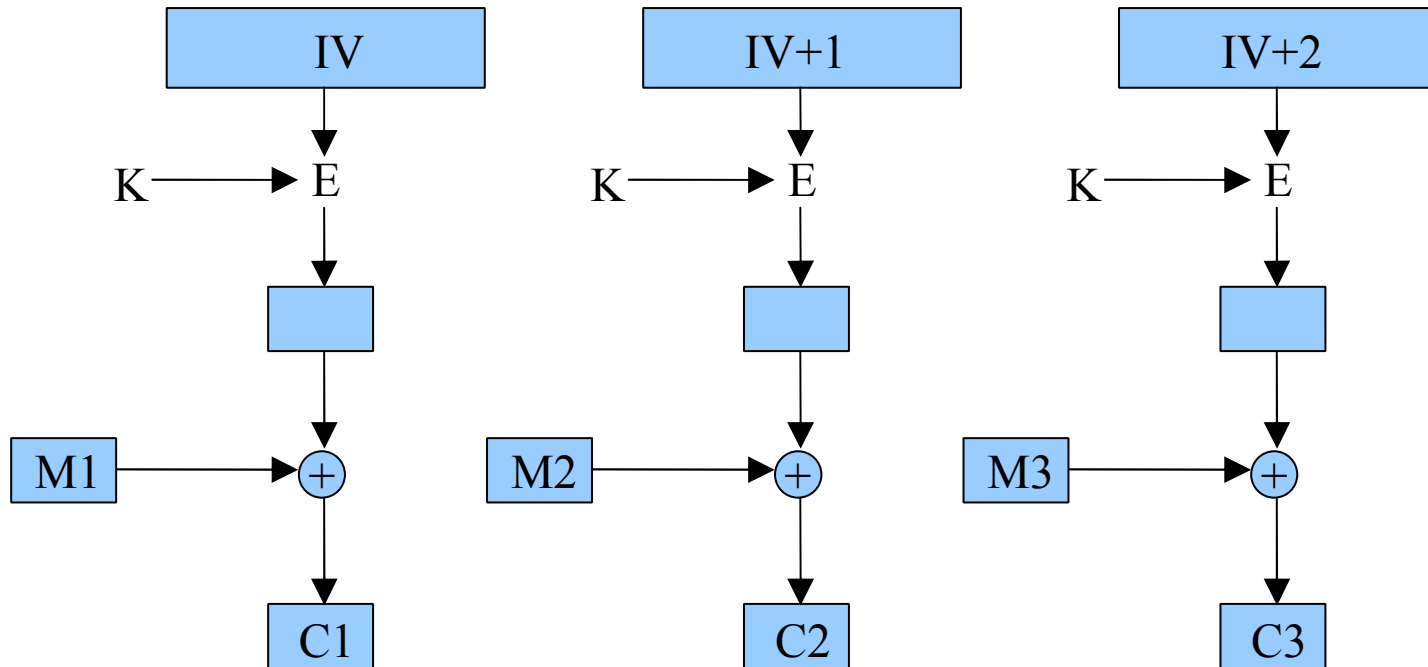 IV IV+1 IV+2
K E K E K E
M1 + M2 + M3 +
C1 C2 C3